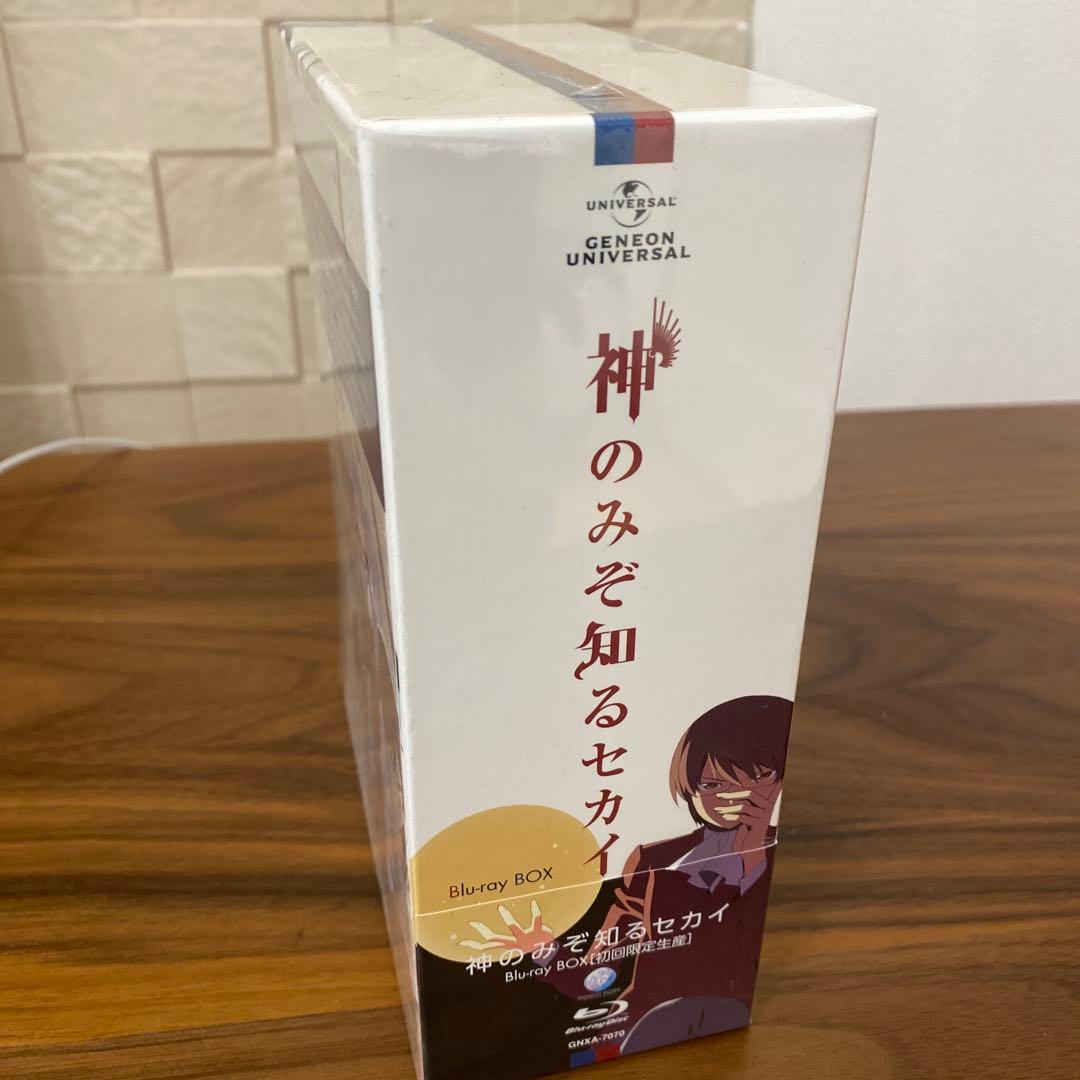 UNIVERSAL
GENEON
UNIVERSAL
神のみぞ知るセカイ
Blu-ray BOX
神のみぞ知るセカイ
Blu-ray BOX[初回限定生産]
Blu-ray Disc
GNXA-7070